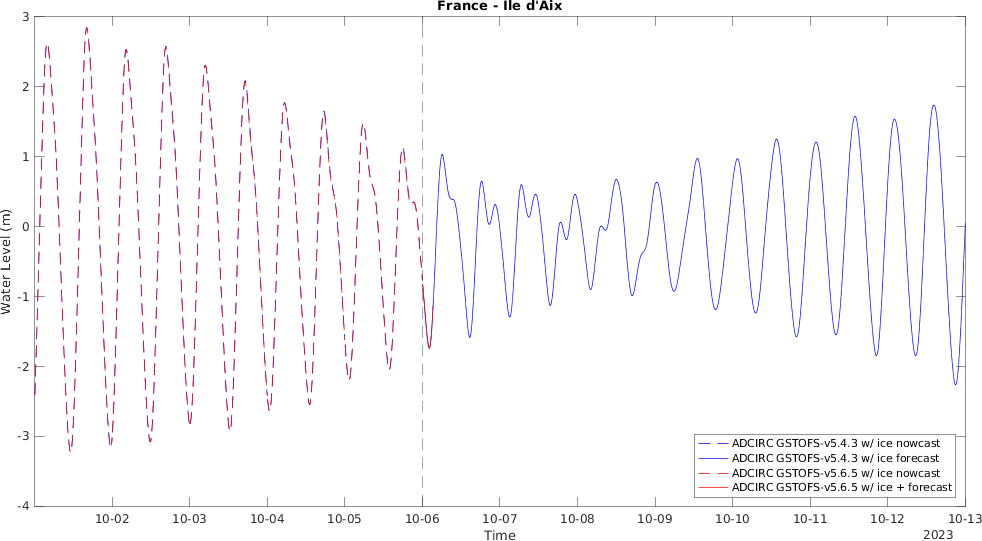 France - Ile d'Aix
3
2
1
0
-1
-2
-3
-4
Water Level (m)
10-02 10-03 10-04 10-05 10-06 10-07 10-08 10-09 10-10 10-11 10-12 10-13
Time
2023
ADCIRC GSTOFS-v5.4.3 w/ ice nowcast
ADCIRC GSTOFS-v5.4.3 w/ ice forecast
ADCIRC GSTOFS-v5.6.5 w/ ice nowcast
ADCIRC GSTOFS-v5.6.5 w/ ice + forecast